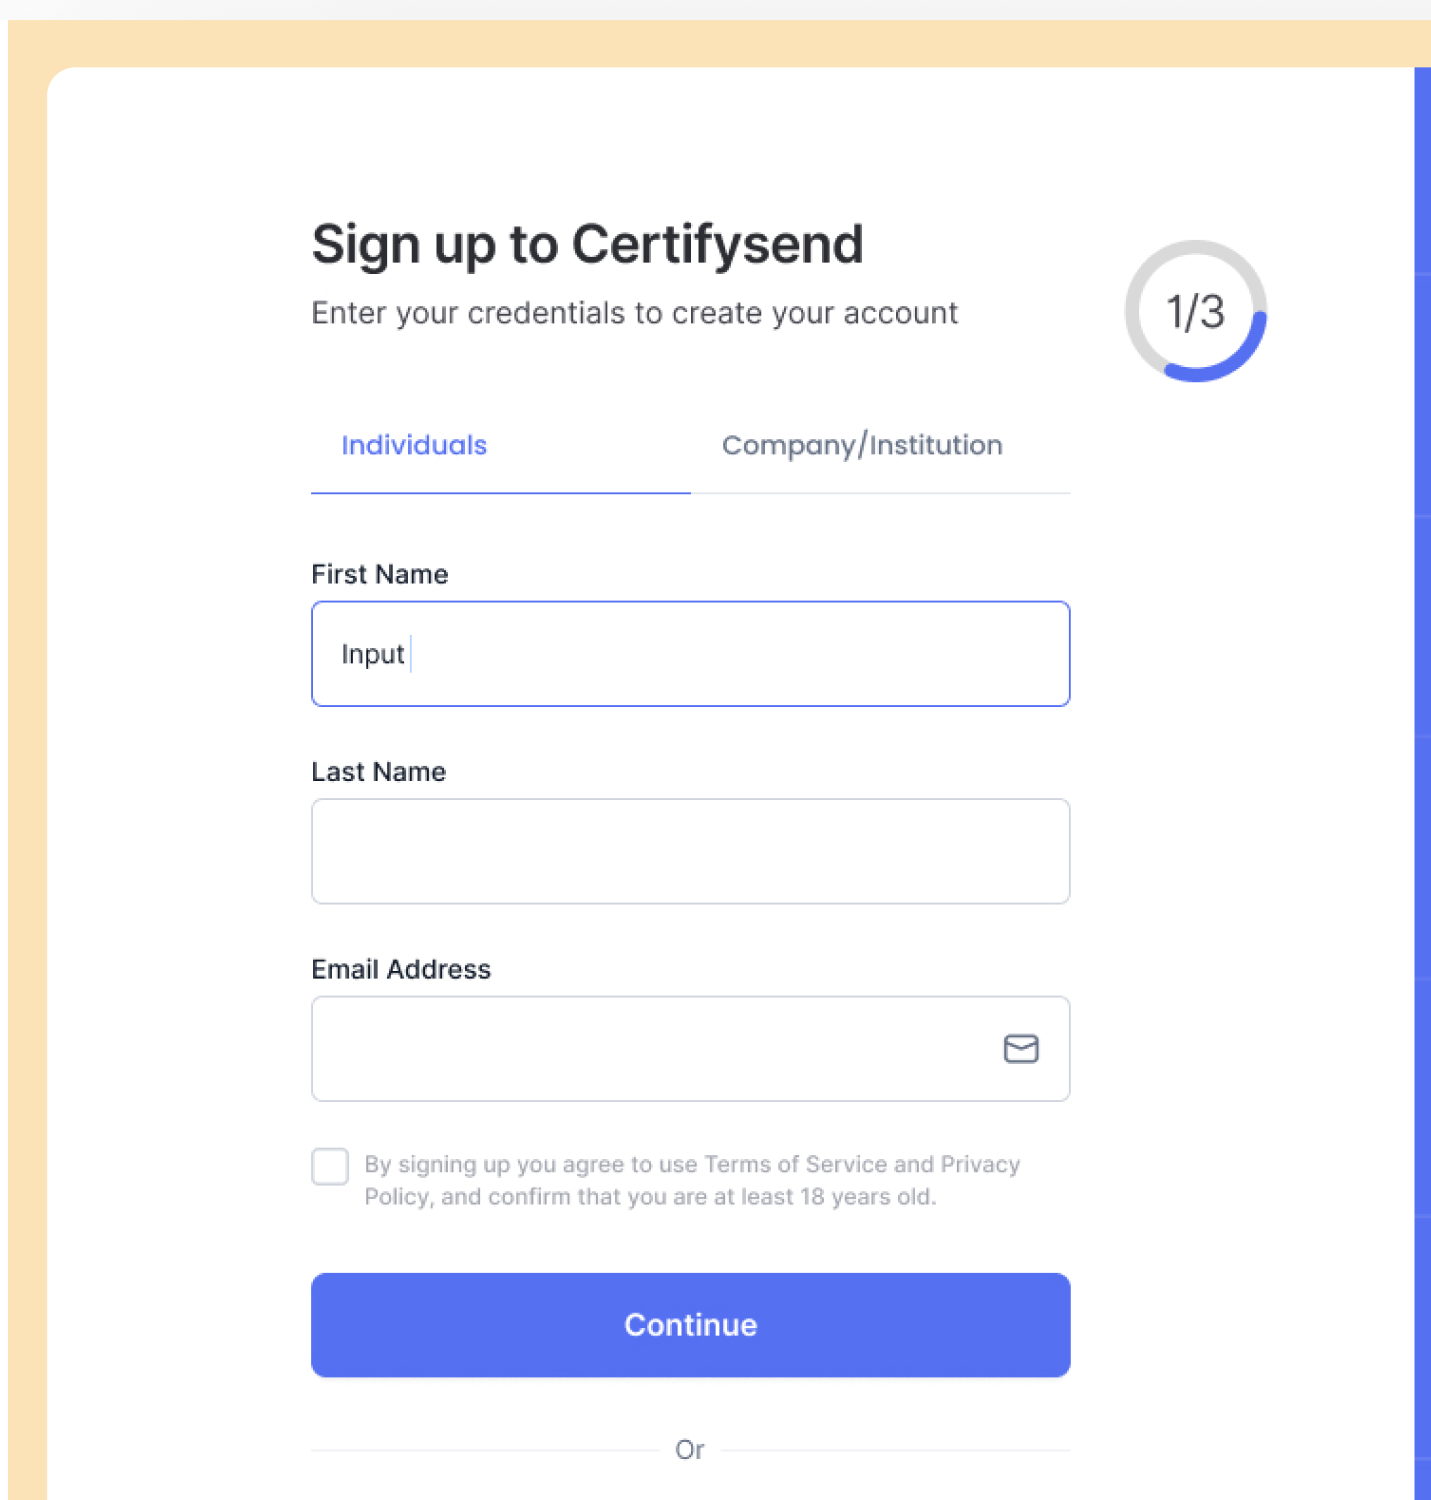 Sign up to Certifysend
Enter your credentials to create your account
1/3
Individuals
Company/Institution
First Name
Input
Last Name
Email Address
By signing up you agree to use Terms of Service and Privacy
Policy, and confirm that you are at least 18 years old.
Continue
Or